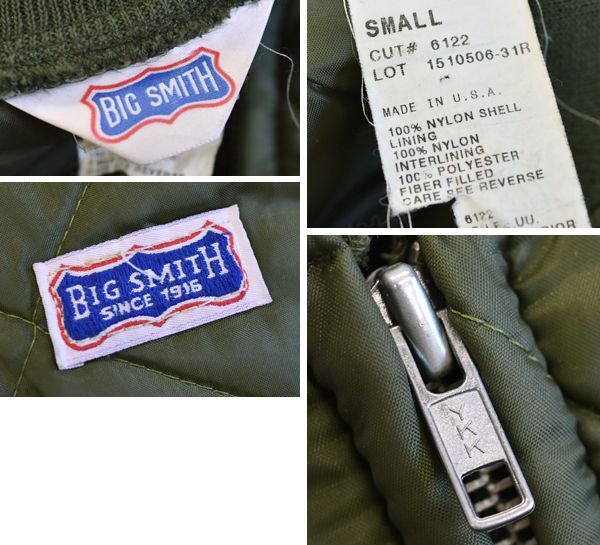 BIG SMITH
SMALL
CUT# 6122
LOT 1510506-31R
MADE IN U.S.A.
100% NYLON SHELL
LINING
100% NYLON
INTERLINING
100% POLYESTER
FIBER FILLED
CARE SEE REVERSE
6122
UU.
BIG SMITH
SINCE 1916
YKK